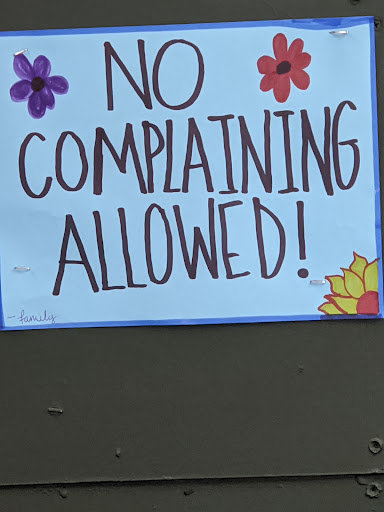 NO
COMPLAINING
ALLOWED!
- family